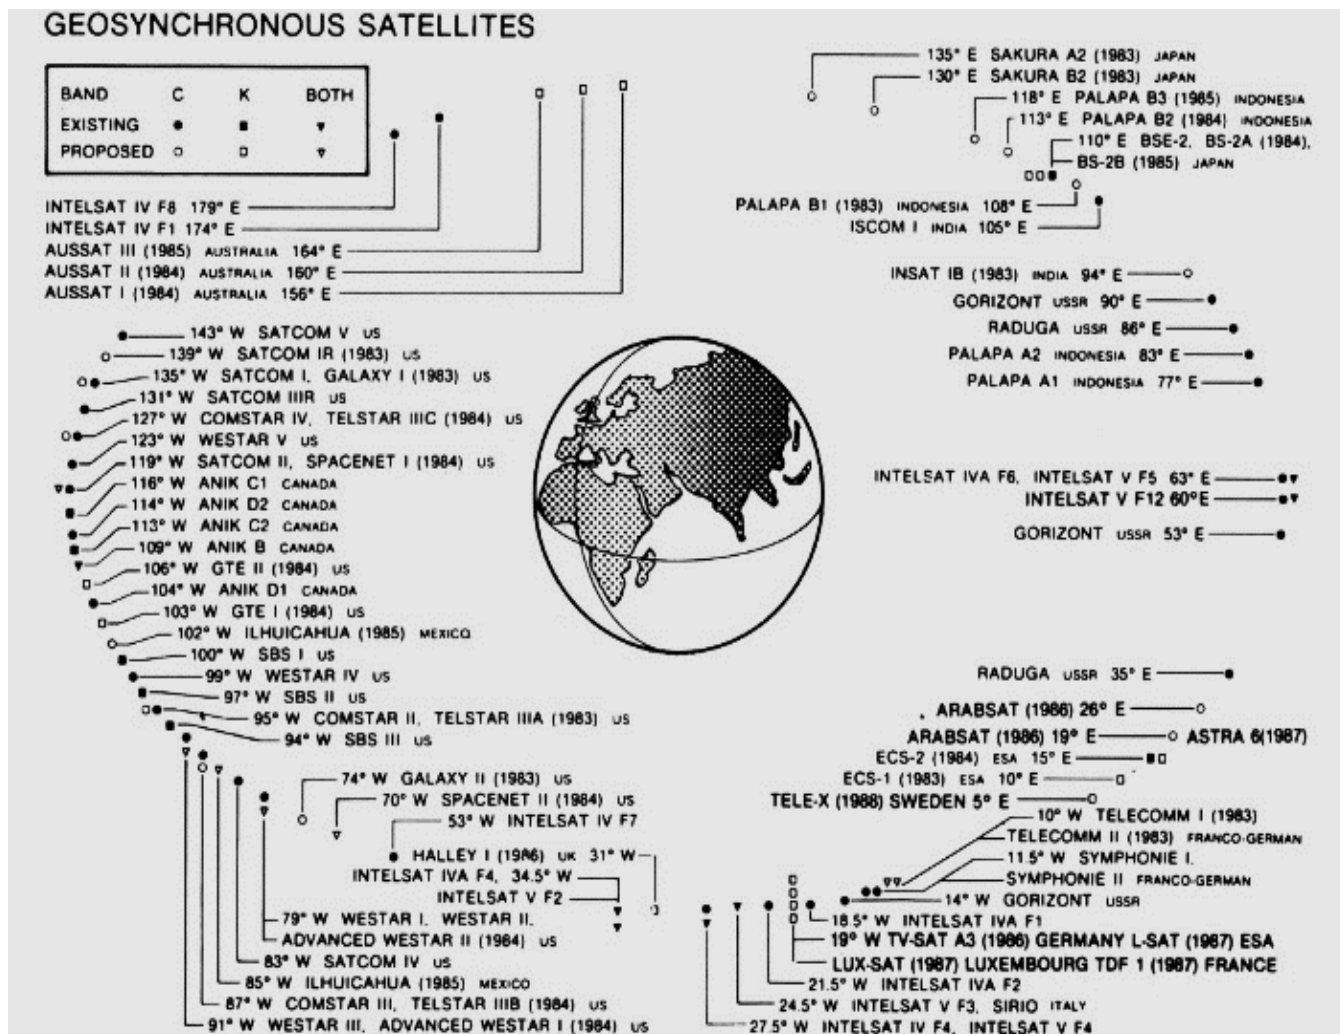 GEOSYNCHRONOUS SATELLITES
BAND C K BOTH
EXISTING
PROPOSED
INTELSAT IV F8 179° E
INTELSAT IV F1 174° E
AUSSAT III (1985) AUSTRALIA 164° E
AUSSAT II (1984) AUSTRALIA 160° E
AUSSAT I (1984) AUSTRALIA 156° E
143° W SATCOM V US
139° W SATCOM IR (1983) US
135° W SATCOM I, GALAXY I (1983) US
131° W SATCOM IIIR US
127° W COMSTAR IV, TELSTAR IIIC (1984) US
123° W WESTAR V US
119° W SATCOM II, SPACENET I (1984) US
116° W ANIK C1 CANADA
114° W ANIK D2 CANADA
113° W ANIK C2 CANADA
109° W ANIK B CANADA
106° W GTE II (1984) US
104° W ANIK D1 CANADA
103° W GTE I (1984) US
102° W ILHUICAHUA (1985) MEXICO
100° W SBS I US
99° W WESTAR IV US
97° W SBS II US
95° W COMSTAR II, TELSTAR IIIA (1983) US
94° W SBS III US
74° W GALAXY II (1983) US
70° W SPACENET II (1984) US
53° W INTELSAT IV F7
HALLEY I (1986) UK 31° W
INTELSAT IVA F4, 34.5° W
INTELSAT V F2
79° W WESTAR I, WESTAR II,
ADVANCED WESTAR II (1984) US
83° W SATCOM IV US
85° W ILHUICAHUA (1985) MEXICO
87° W COMSTAR III, TELSTAR IIIB (1984) US
91° W WESTAR III, ADVANCED WESTAR I (1984) US
135° E SAKURA A2 (1983) JAPAN
130° E SAKURA B2 (1983) JAPAN
118° E PALAPA B3 (1985) INDONESIA
113° E PALAPA B2 (1984) INDONESIA
110° E BSE-2, BS-2A (1984),
BS-2B (1985) JAPAN
PALAPA B1 (1983) INDONESIA 108° E
ISCOM I INDIA 105° E
INSAT IB (1983) INDIA 94° E
GORIZONT USSR 90° E
RADUGA USSR 86° E
PALAPA A2 INDONESIA 83° E
PALAPA A1 INDONESIA 77° E
INTELSAT IVA F6, INTELSAT V F5 63° E
INTELSAT V F12 60°E
GORIZONT USSR 53° E
RADUGA USSR 35° E
ARABSAT (1986) 26° E
ARABSAT (1986) 19° E ASTRA 6(1987)
ECS-2 (1984) ESA 15° E
ECS-1 (1983) ESA 10° E
TELE-X (1988) SWEDEN 5° E
10° W TELECOMM I (1983)
TELECOMM II (1983) FRANCO-GERMAN
11.5° W SYMPHONIE I.
SYMPHONIE II FRANCO-GERMAN
14° W GORIZONT USSR
18.5° W INTELSAT IVA F1
19° W TV-SAT A3 (1986) GERMANY L-SAT (1987) ESA
LUX-SAT (1987) LUXEMBOURG TDF 1 (1987) FRANCE
21.5° W INTELSAT IVA F2
24.5° W INTELSAT V F3, SIRIO ITALY
27.5° W INTELSAT IV F4, INTELSAT V F4